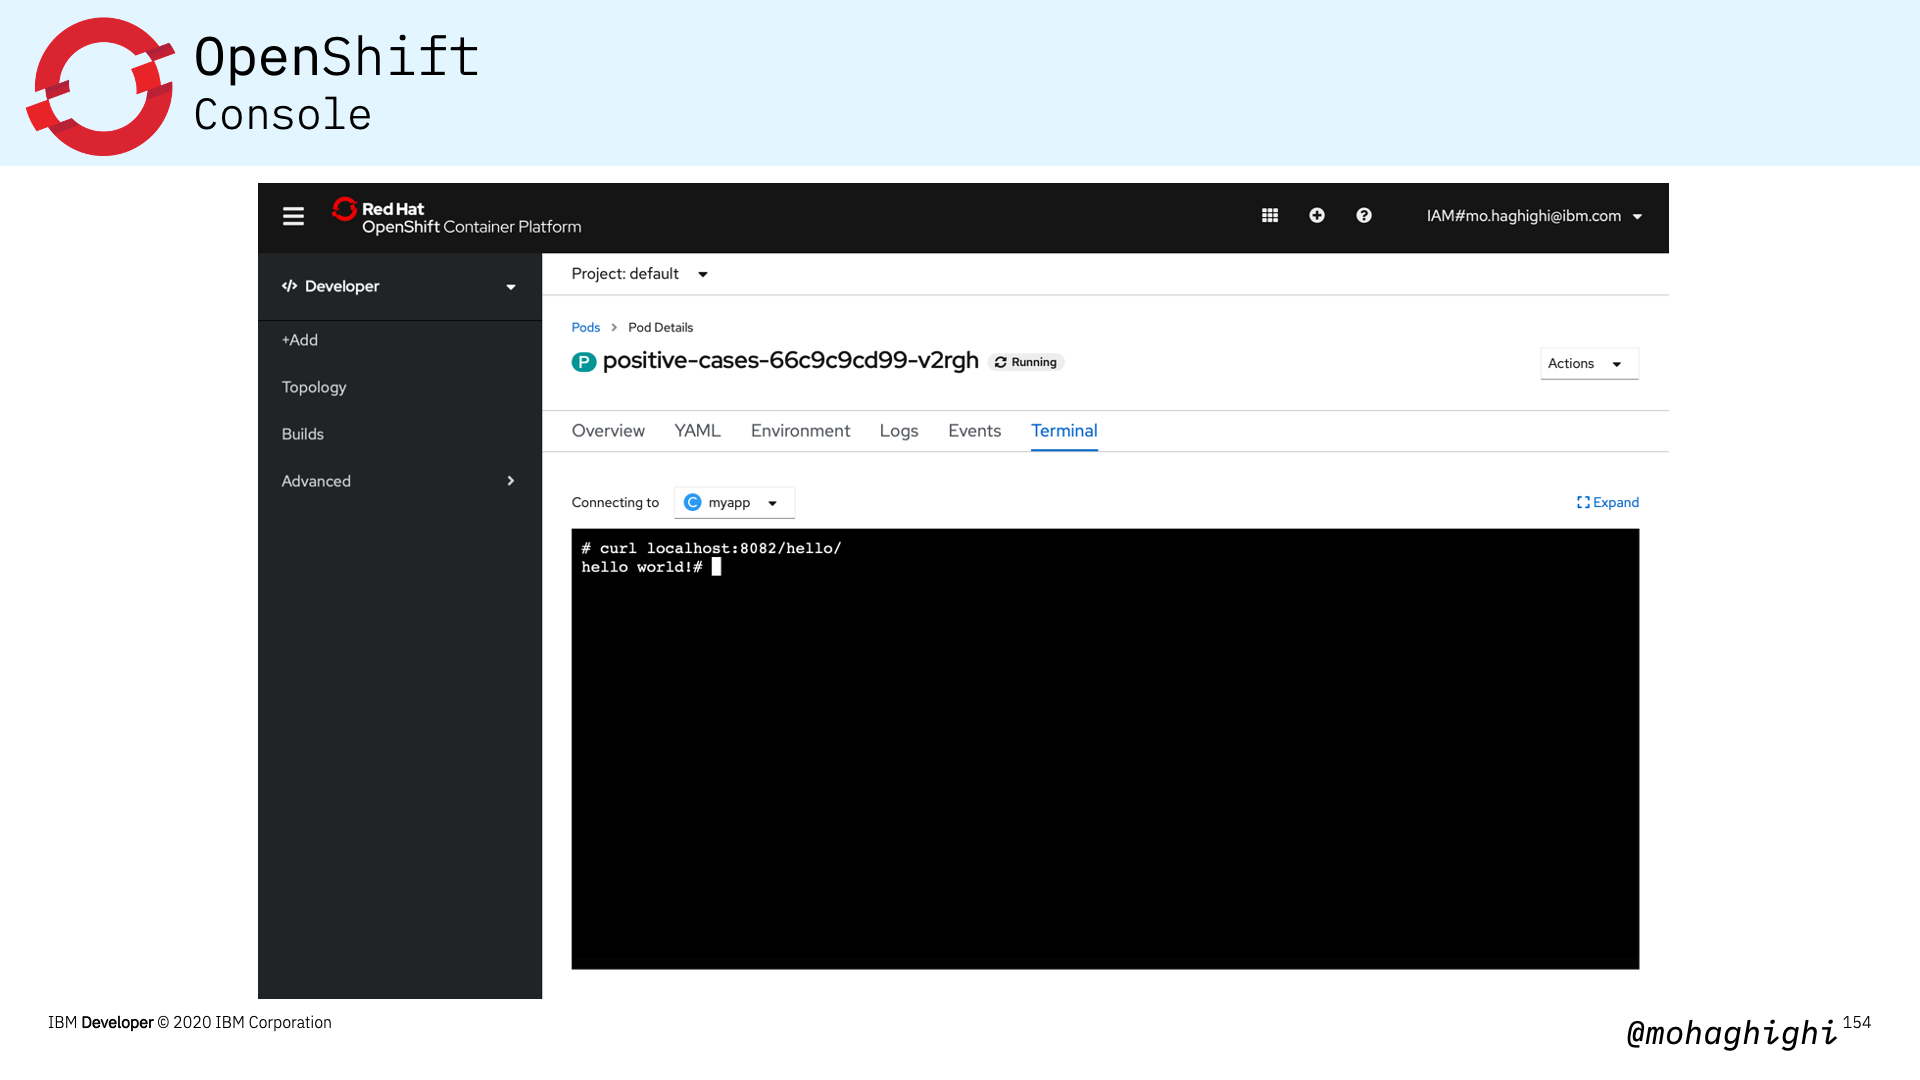 OpenShift
Console
Red Hat
OpenShift Container Platform
IAM#mo.haghighi@ibm.com
Developer
+Add
Topology
Builds
Advanced
Project: default
Pods > Pod Details
P positive-cases-66c9c9cd99-v2rgh Running
Actions
Overview YAML Environment Logs Events Terminal
Connecting to C myapp
Expand
# curl localhost:8082/hello/
hello world!#
IBM Developer © 2020 IBM Corporation
@mohaghighi 154